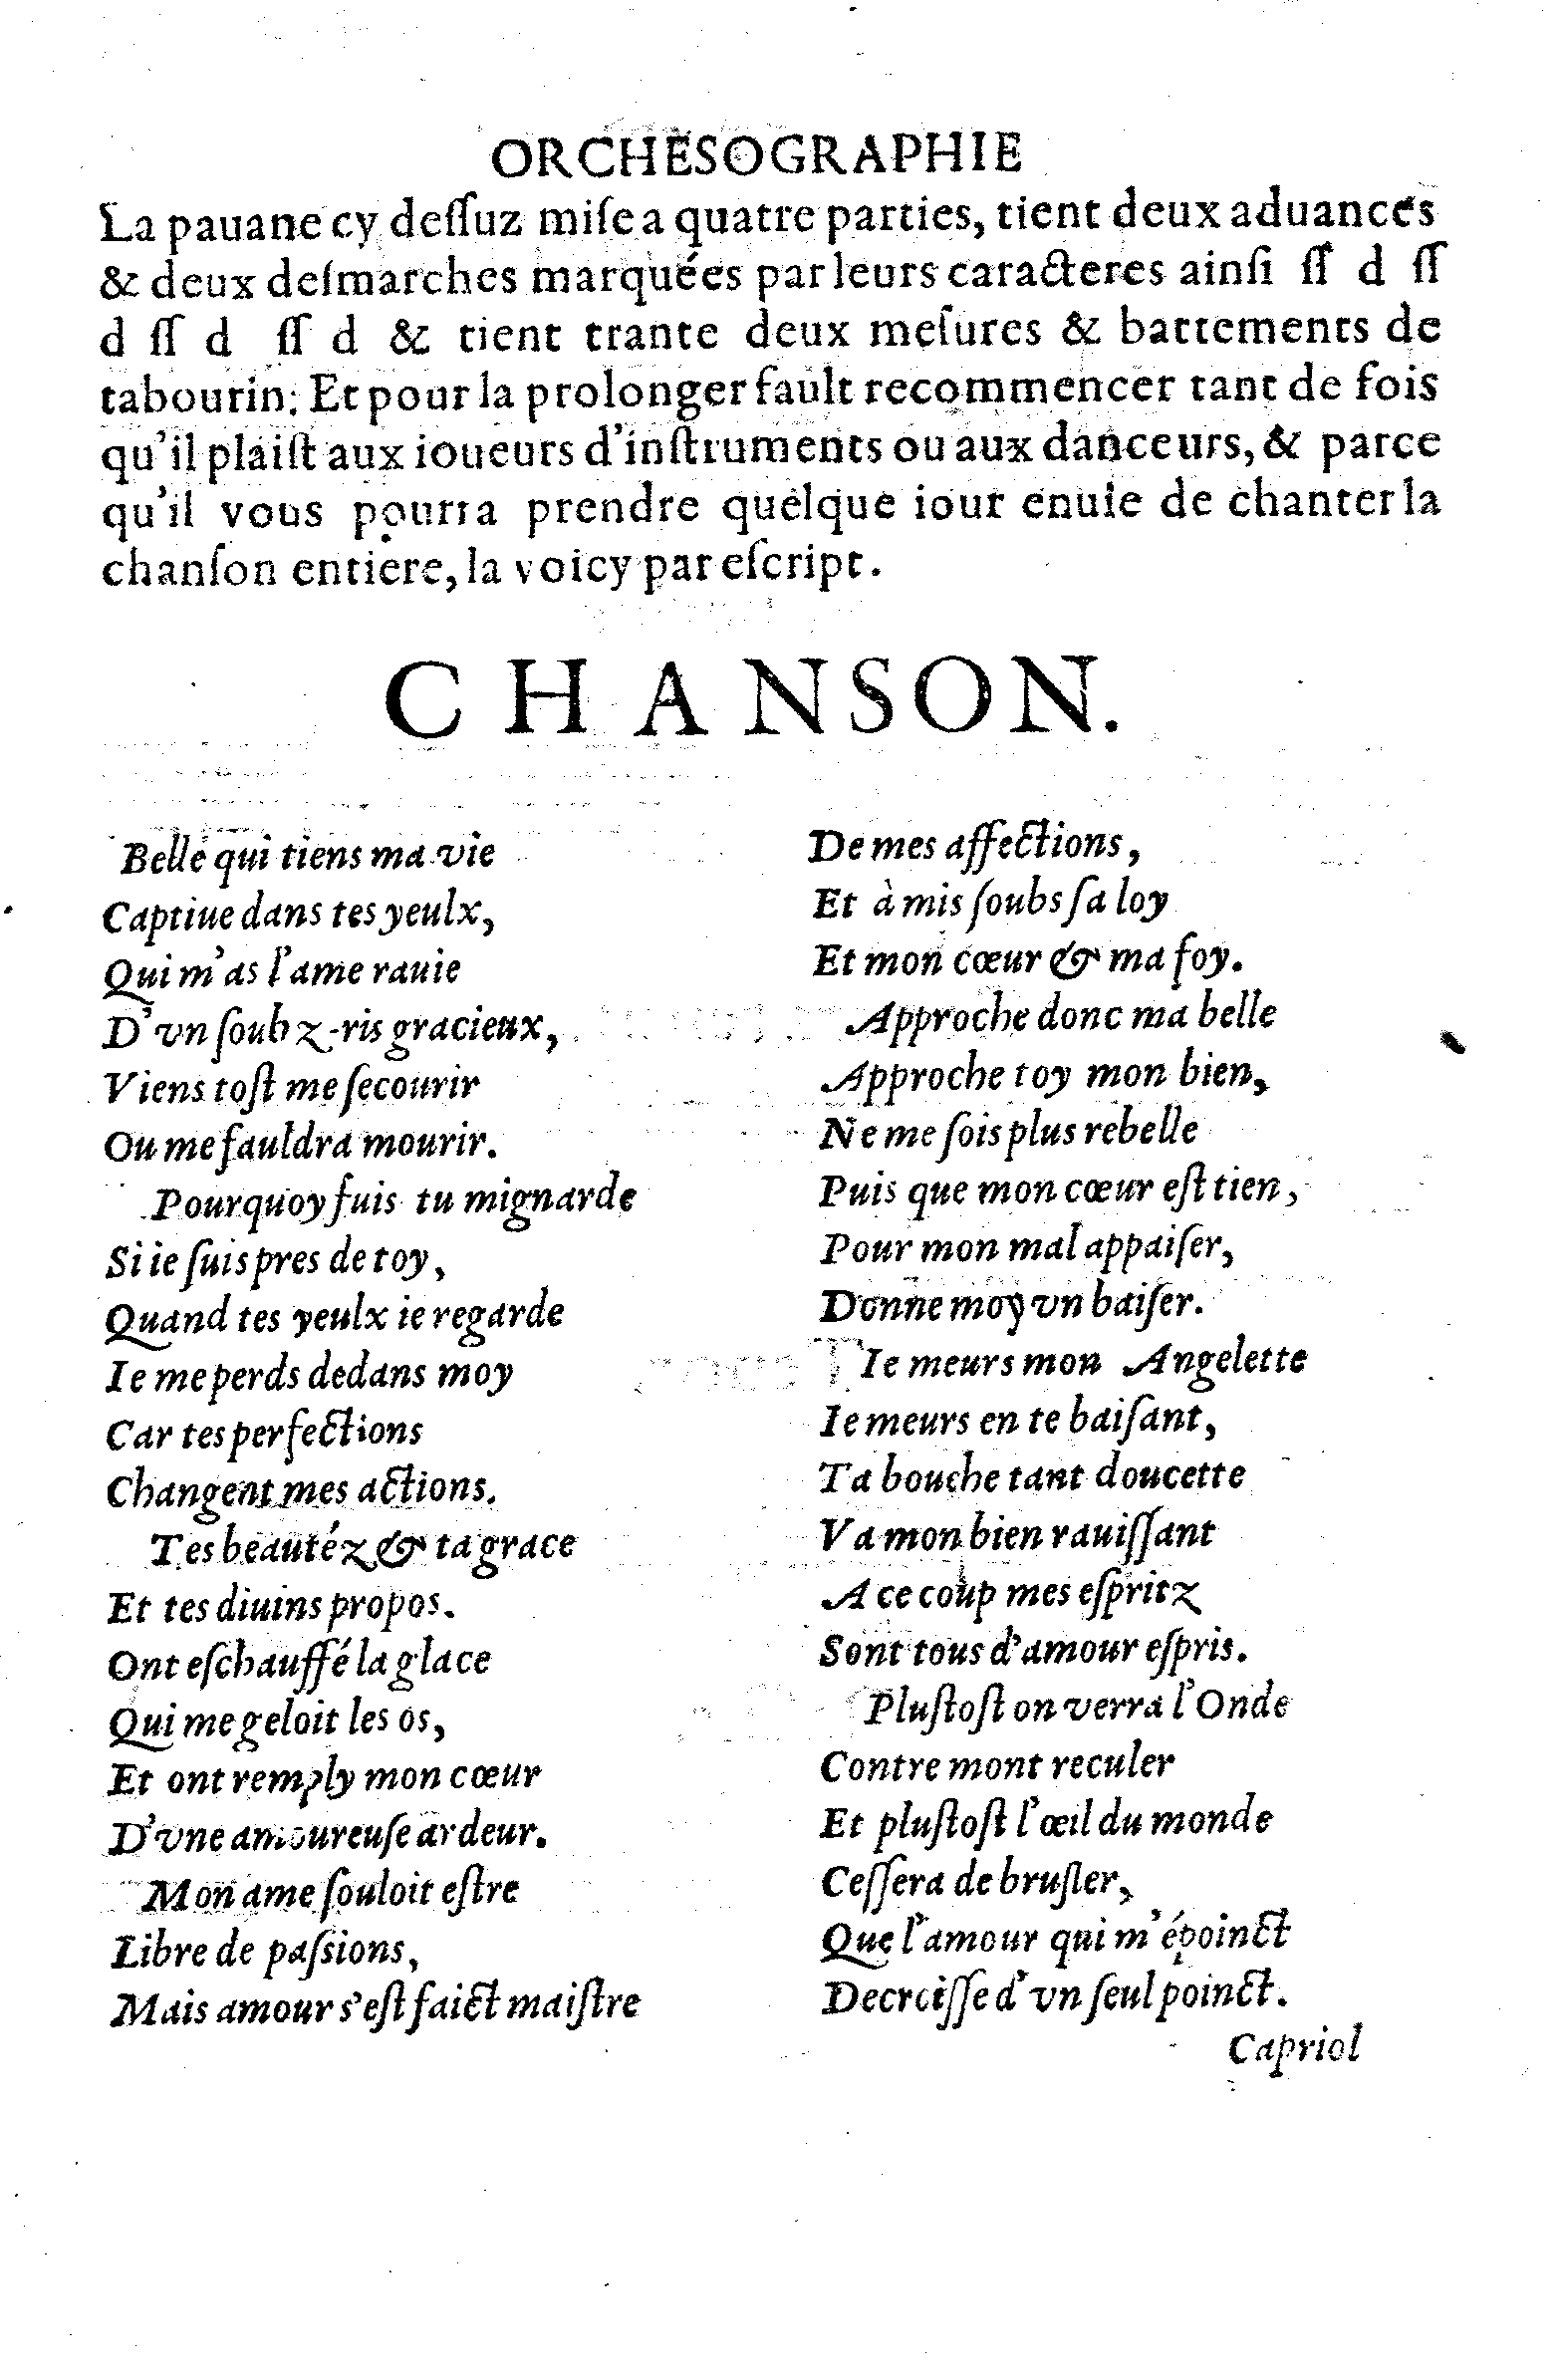 ORCHESOGRAPHIE
La pauane cy deſſuz miſe a quatre parties, tient deux aduances
& deux deſmarches marquées par leurs caracteres ainſi ſſ d ſſ
d ſſ d ſſ d & tient trante deux meſures & battements de
tabourin: Et pour la prolonger fault recommencer tant de fois
qu'il plaiſt aux ioueurs d'inſtruments ou aux danceurs, & parce
qu'il vous pourra prendre quelque iour enuie de chanter la
chanſon entiere, la voicy par eſcript.
CHANSON.
Belle qui tiens ma vie
Captiue dans tes yeulx,
Qui m'as l'ame rauie
D'vn ſoubz-ris gracieux,
Viens toſt me ſecourir
Ou me fauldra mourir.
Pourquoy fuis tu mignarde
Si ie ſuis pres de toy,
Quand tes yeulx ie regarde
Ie me perds dedans moy
Car tes perfections
Changent mes actions.
Tes beautéz & ta grace
Et tes diuins propos.
Ont eſchauffé la glace
Qui me geloit les os,
Et ont remply mon cœur
D'vne amoureuſe ardeur.
Mon ame ſouloit eſtre
Libre de paſsions,
Mais amour s'eſt faict maiſtre
De mes affections,
Et à mis ſoubs ſa loy
Et mon cœur & ma foy.
Approche donc ma belle
Approche toy mon bien,
Ne me ſois plus rebelle
Puis que mon cœur eſt tien,
Pour mon mal appaiſer,
Donne moy vn baiſer.
Ie meurs mon Angelette
Ie meurs en te baiſant,
Ta bouche tant doucette
Va mon bien rauiſſant
A ce coup mes eſpritz
Sont tous d'amour eſpris.
Pluſtoſt on verra l'Onde
Contre mont reculer
Et pluſtoſt l'œil du monde
Ceſſera de bruſler,
Que l'amour qui m'époinct
Decroiſſe d'vn ſeul poinct.
Capriol